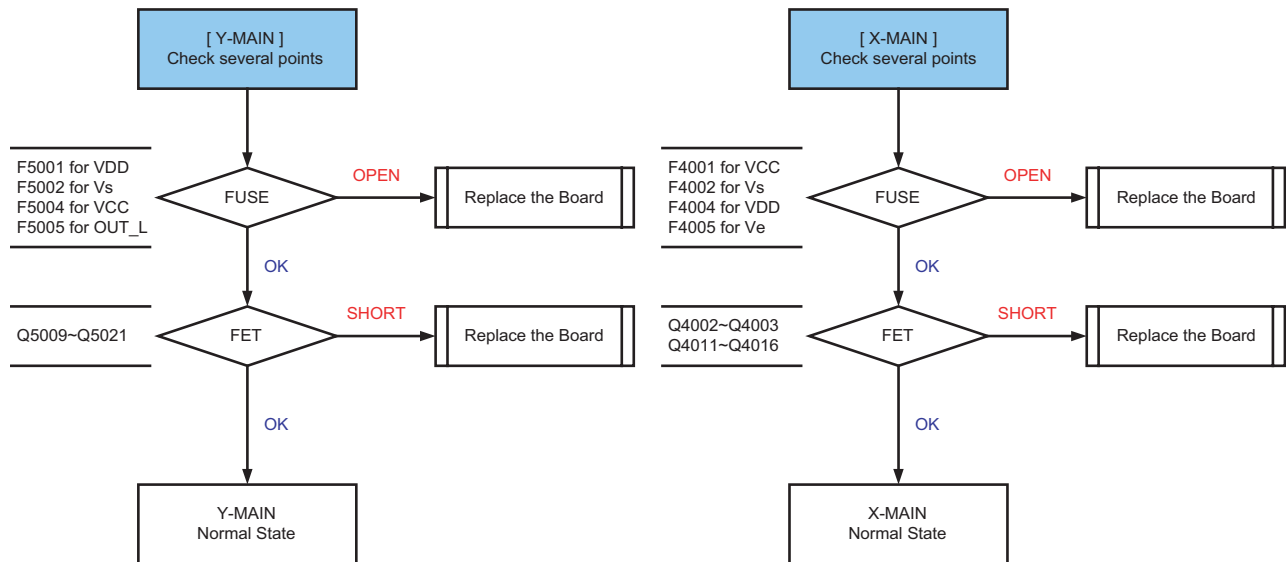 [ Y-MAIN ]
Check several points
F5001 for VDD
F5002 for Vs
F5004 for VCC
F5005 for OUT_L
FUSE
OPEN
Replace the Board
OK
Q5009~Q5021
FET
SHORT
Replace the Board
OK
Y-MAIN
Normal State
[ X-MAIN ]
Check several points
F4001 for VCC
F4002 for Vs
F4004 for VDD
F4005 for Ve
FUSE
OPEN
Replace the Board
OK
Q4002~Q4003
Q4011~Q4016
FET
SHORT
Replace the Board
OK
X-MAIN
Normal State